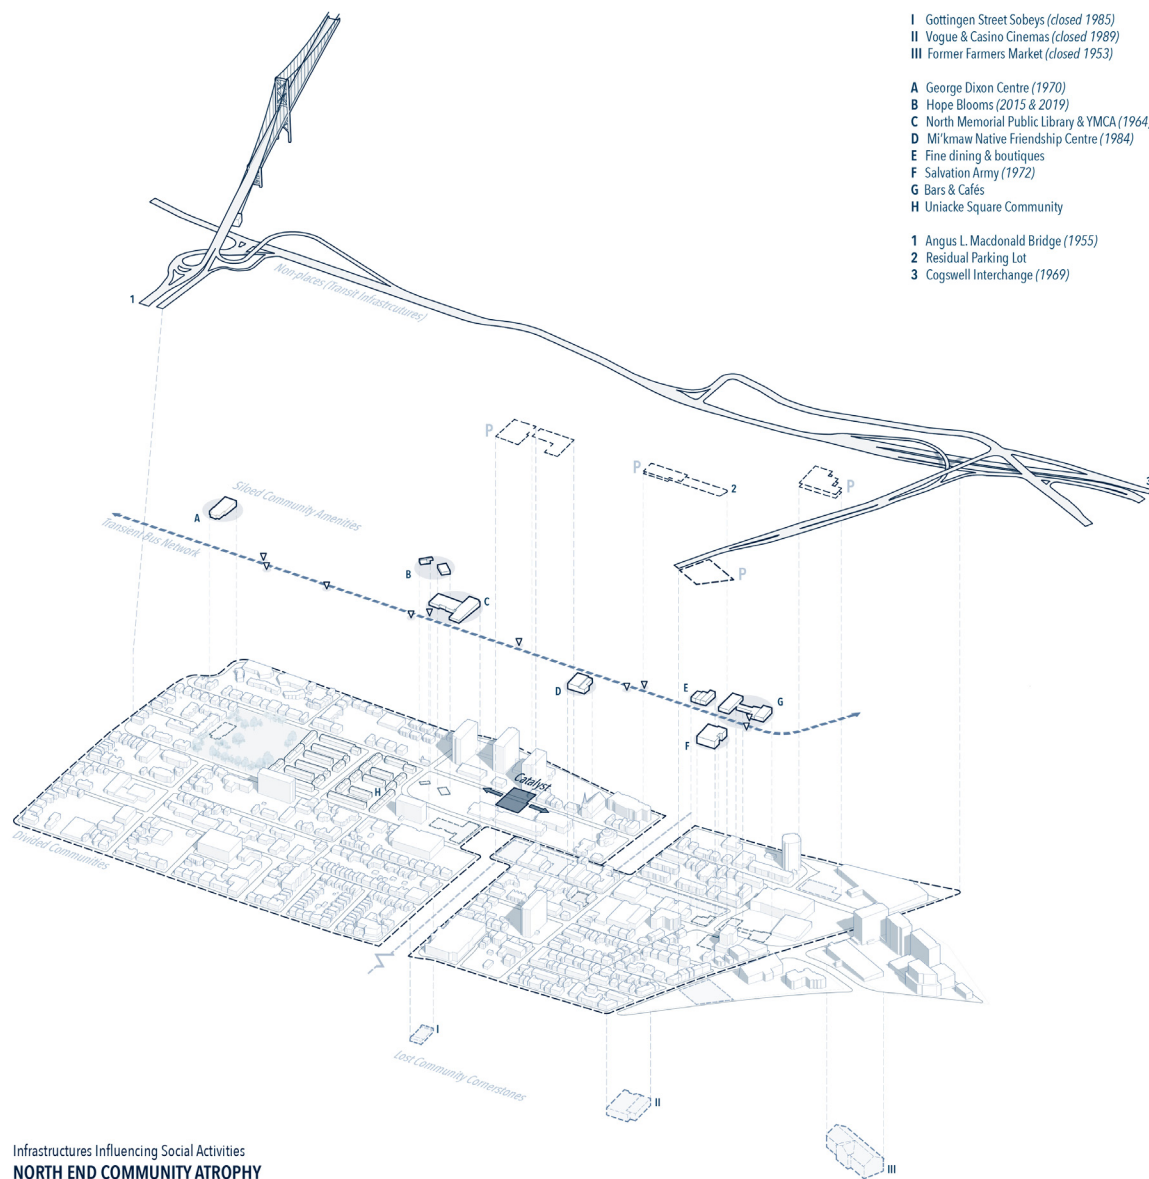 I Gottingen Street Sobeys (closed 1985)
II Vogue & Casino Cinemas (closed 1989)
III Former Farmers Market (closed 1953)
A George Dixon Centre (1970)
B Hope Blooms (2015 & 2019)
C North Memorial Public Library & YMCA (1964
D Mi'kmaw Native Friendship Centre (1984)
E Fine dining & boutiques
F Salvation Army (1972)
G Bars & Cafés
H Uniacke Square Community
1 Angus L. Macdonald Bridge (1955)
2 Residual Parking Lot
3 Cogswell Interchange (1969)
Non-places (Transit Infrastrcutures)
1
P
P
2
P
3
P
Siloed Community Amenities
A
Transient Bus Network
B
C
D
E
G
F
Catalyst
H
Divided Communities
I
Lost Community Cornerstones
II
III
Infrastructures Influencing Social Activities
NORTH END COMMUNITY ATROPHY